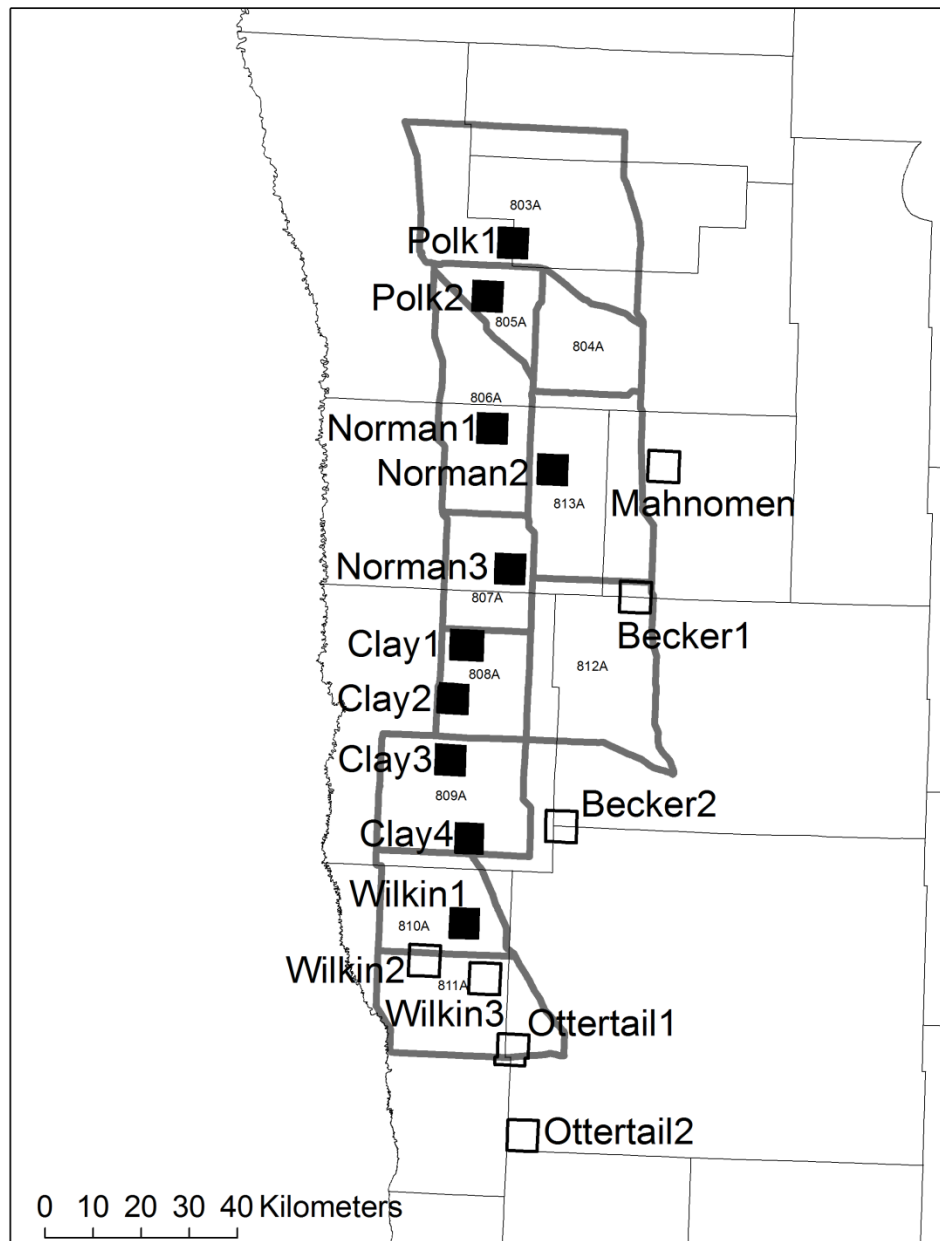 803A
Polk1
Polk2
805A
804A
806A
Norman1
Norman2
813A
Mahnomen
Norman3
807A
Becker1
Clay1
808A
812A
Clay2
Clay3
809A
Becker2
Clay4
Wilkin1
810A
Wilkin2
811A
Wilkin3
Ottertail1
Ottertail2
0 10 20 30 40 Kilometers